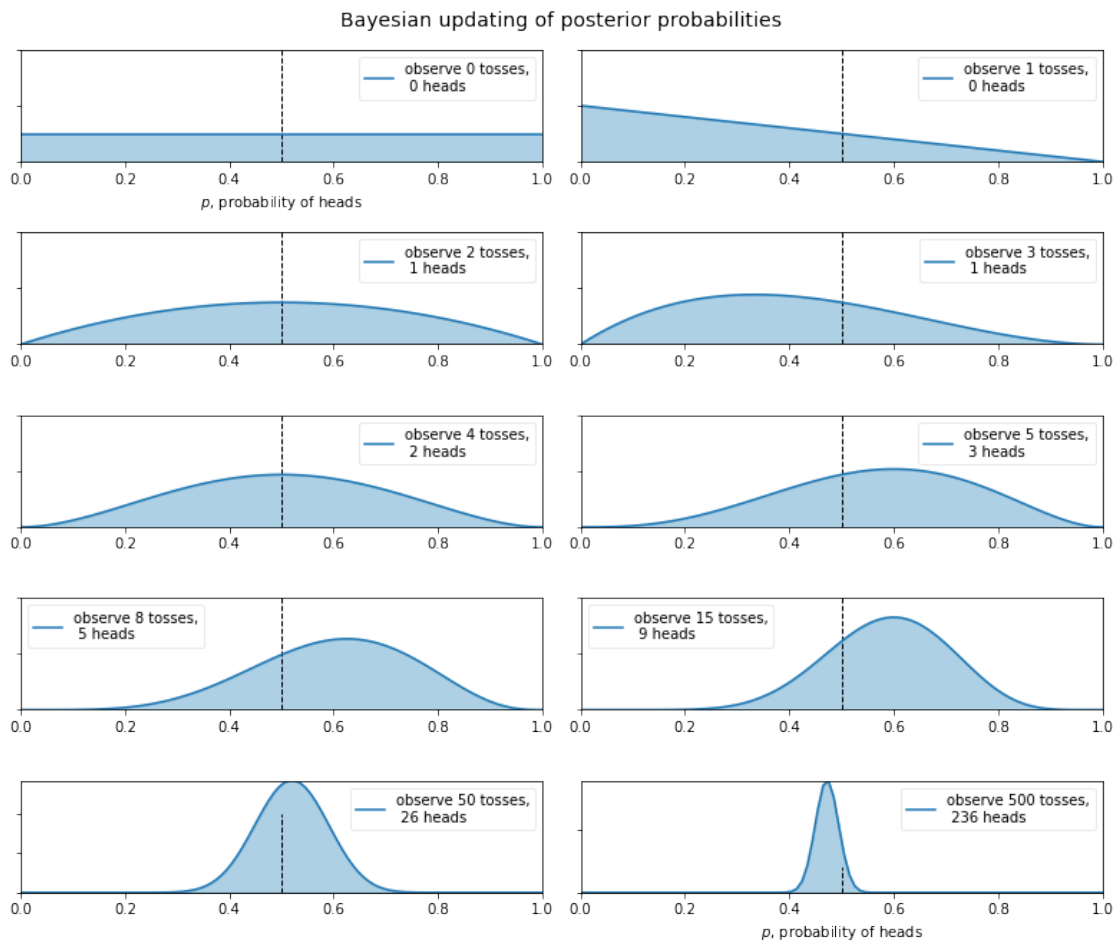 Bayesian updating of posterior probabilities
observe 0 tosses,
0 heads
0.0 0.2 0.4 0.6 0.8 1.0
p, probability of heads
observe 1 tosses,
0 heads
0.0 0.2 0.4 0.6 0.8 1.0
observe 2 tosses,
1 heads
0.0 0.2 0.4 0.6 0.8 1.0
observe 3 tosses,
1 heads
0.0 0.2 0.4 0.6 0.8 1.0
observe 4 tosses,
2 heads
0.0 0.2 0.4 0.6 0.8 1.0
observe 5 tosses,
3 heads
0.0 0.2 0.4 0.6 0.8 1.0
observe 8 tosses,
5 heads
0.0 0.2 0.4 0.6 0.8 1.0
observe 15 tosses,
9 heads
0.0 0.2 0.4 0.6 0.8 1.0
observe 50 tosses,
26 heads
0.0 0.2 0.4 0.6 0.8 1.0
observe 500 tosses,
236 heads
0.0 0.2 0.4 0.6 0.8 1.0
p, probability of heads